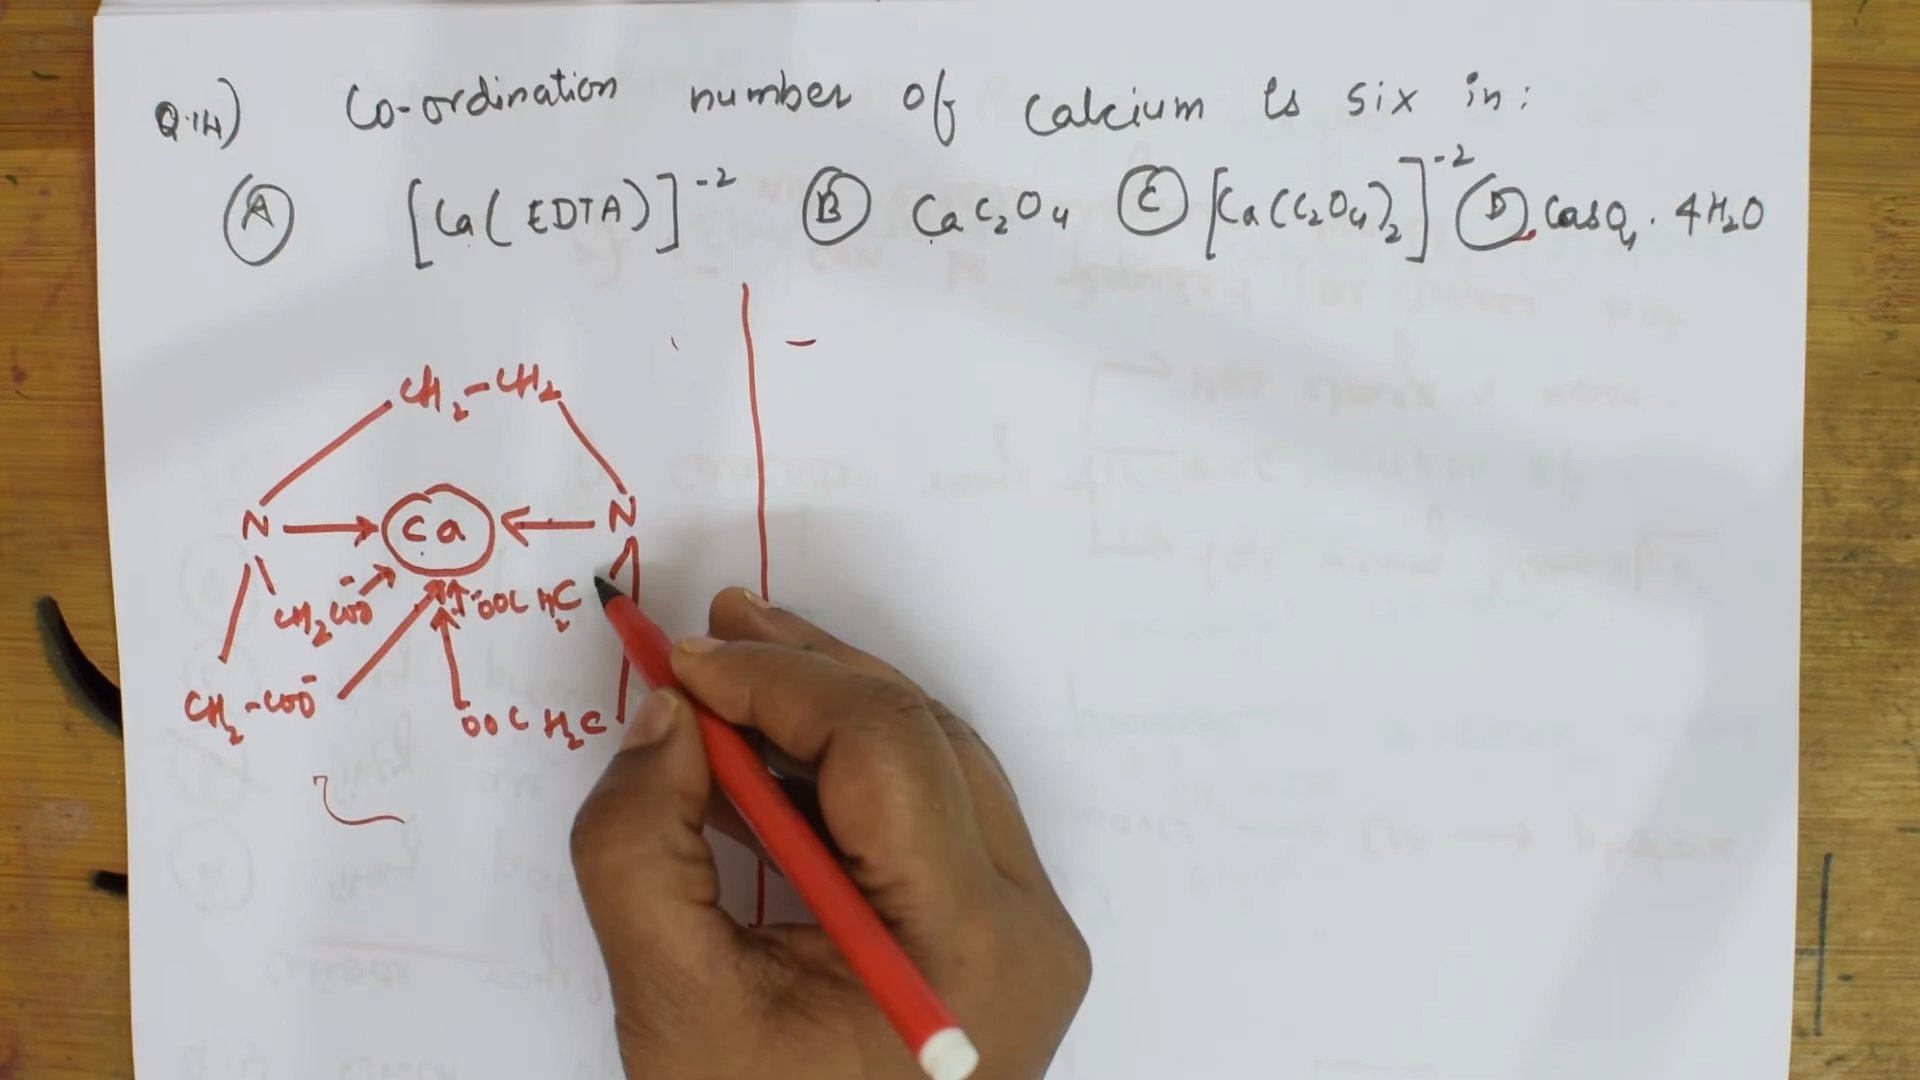 Q.14) Co-ordination number of calcium is six in:
(A) [Ca(EDTA)]⁻² (B) CaC₂O₄ (C) [Ca(C₂O₄)₂]⁻² (D) CaSO₄ . 4H₂O
CH₂-CH₂
N → Ca ← N
CH₂COO⁻ ⁻OOC H₂C
CH₂-COO⁻ OOC H₂C